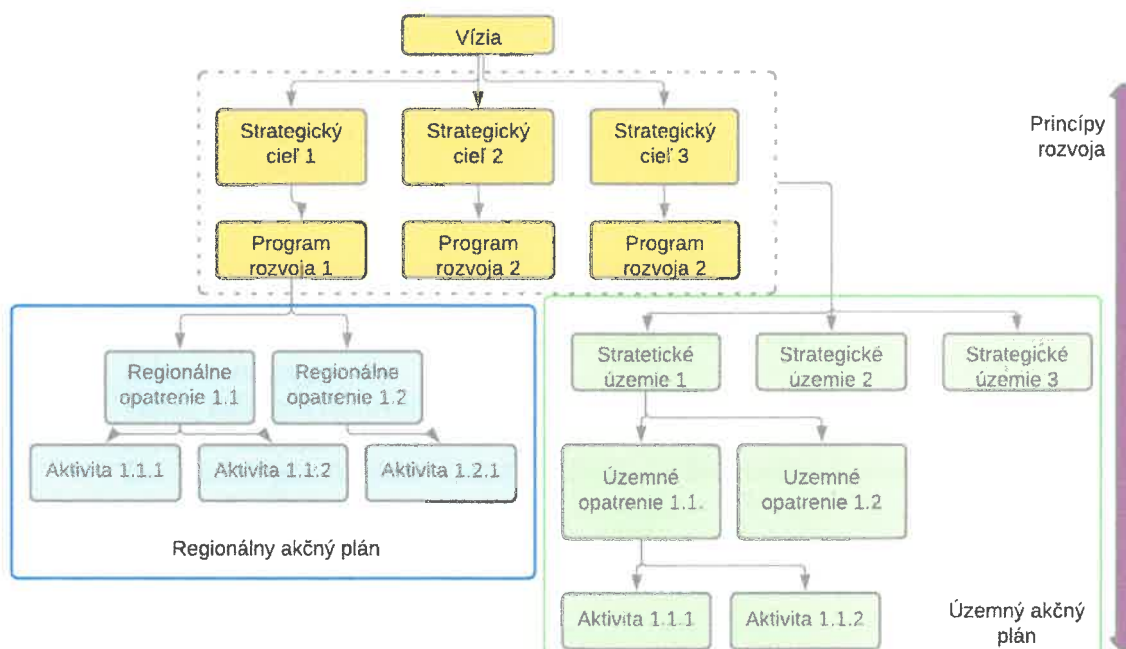 Vízia
Strategický
cieľ 1
Strategický
cieľ 2
Strategický
cieľ 3
Princípy
rozvoja
Program
rozvoja 1
Program
rozvoja 2
Program
rozvoja 2
Regionálne
opatrenie 1.1
Regionálne
opatrenie 1.2
Aktivita 1.1.1
Aktivita 1.1.2
Aktivita 1.2.1
Regionálny akčný plán
Stratetické
územie 1
Strategické
územie 2
Strategické
územie 3
Územné
opatrenie 1.1.
Uzemné
opatrenie 1.2
Aktivita 1.1.1
Aktivita 1.1.2
Územný akčný
plán